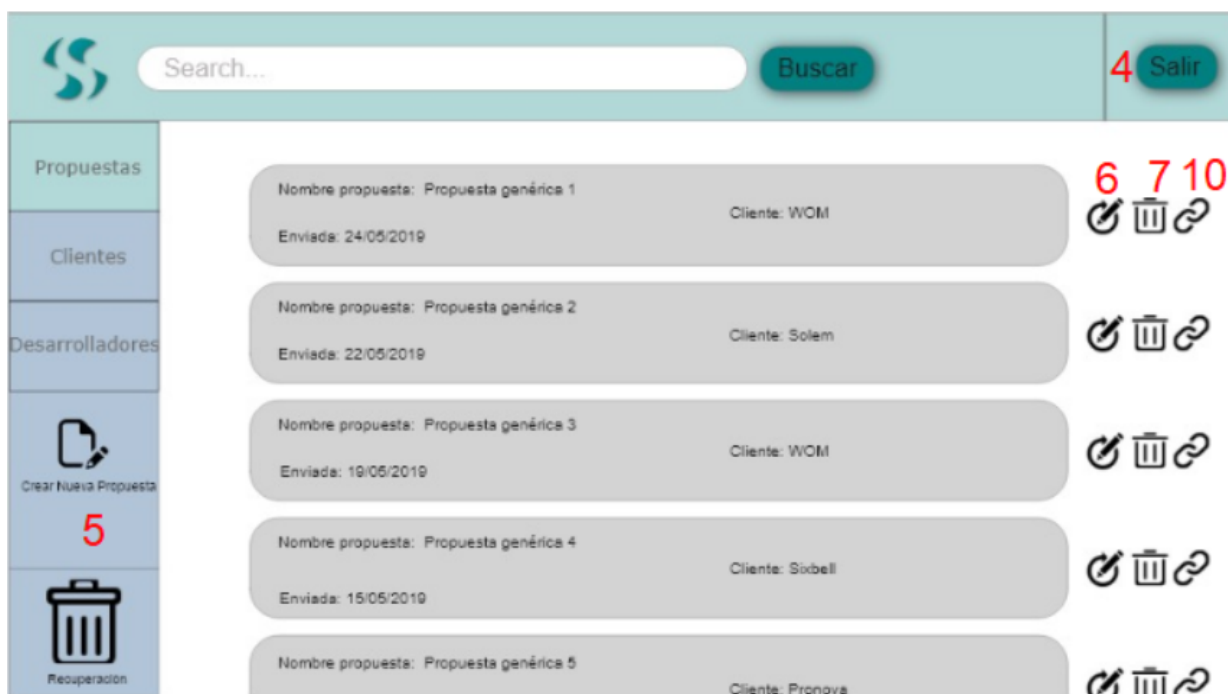 Search...
Buscar
4
Salir
Propuestas
Clientes
Desarrolladores
Crear Nueva Propuesta
5
Recuperación
6 7 10
Nombre propuesta: Propuesta genérica 1
Cliente: WOM
Enviada: 24/05/2019
Nombre propuesta: Propuesta genérica 2
Cliente: Solem
Enviada: 22/05/2019
Nombre propuesta: Propuesta genérica 3
Cliente: WOM
Enviada: 19/05/2019
Nombre propuesta: Propuesta genérica 4
Cliente: Sixbell
Enviada: 15/05/2019
Nombre propuesta: Propuesta genérica 5
Cliente: Pronova